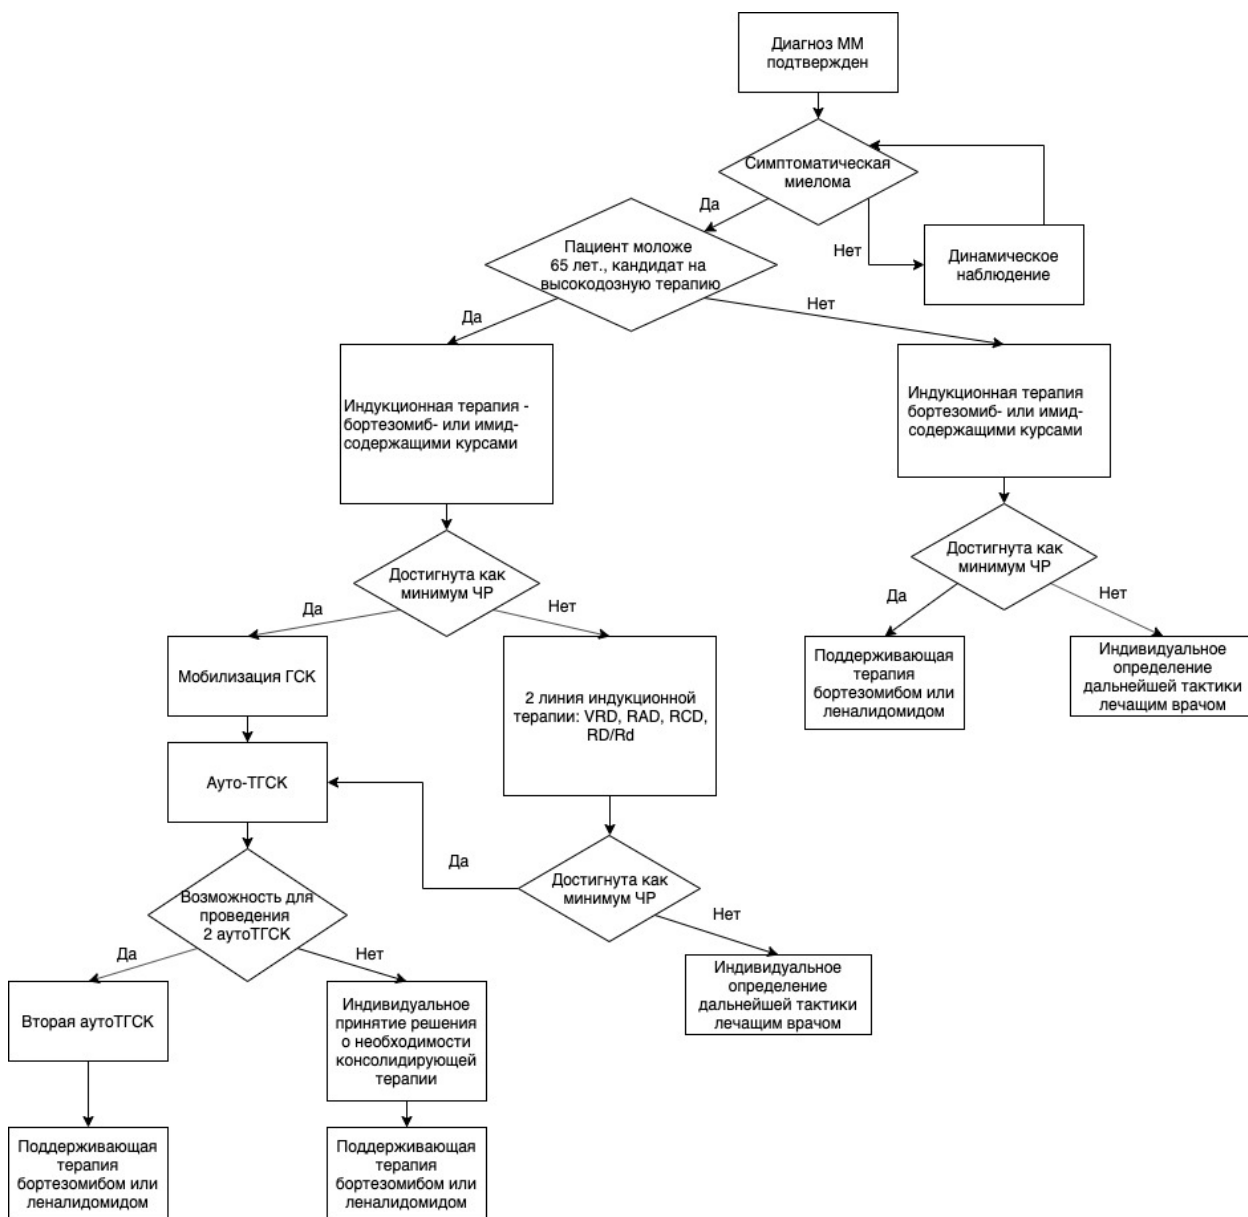 Диагноз ММ
подтвержден
Симптоматическая
миелома
Да
Нет
Динамическое
наблюдение
Пациент моложе
65 лет., кандидат на
высокодозную терапию
Да
Нет
Индукционная терапия -
бортезомиб- или имид-
содержащими курсами
Индукционная терапия
бортезомиб- или имид-
содержащими курсами
Достигнута как
минимум ЧР
Достигнута как
минимум ЧР
Да
Нет
Да
Нет
Мобилизация ГСК
2 линия индукционной
терапии: VRD, RAD, RCD,
RD/Rd
Поддерживающая
терапия
бортезомибом или
леналидомидом
Индивидуальное
определение
дальнейшей тактики
лечащим врачом
Ауто-ТГСК
Да
Достигнута как
минимум ЧР
Нет
Возможность для
проведения
2 аутоТГСК
Да
Нет
Индивидуальное
определение
дальнейшей тактики
лечащим врачом
Вторая аутоТГСК
Индивидуальное
принятие решения
о необходимости
консолидирующей
терапии
Поддерживающая
терапия
бортезомибом или
леналидомидом
Поддерживающая
терапия
бортезомибом или
леналидомидом